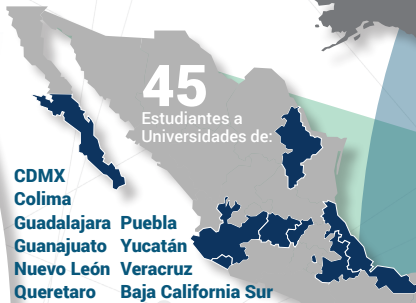 45
Estudiantes a
Universidades de:
CDMX
Colima
Guadalajara Puebla
Guanajuato Yucatán
Nuevo León Veracruz
Queretaro Baja California Sur